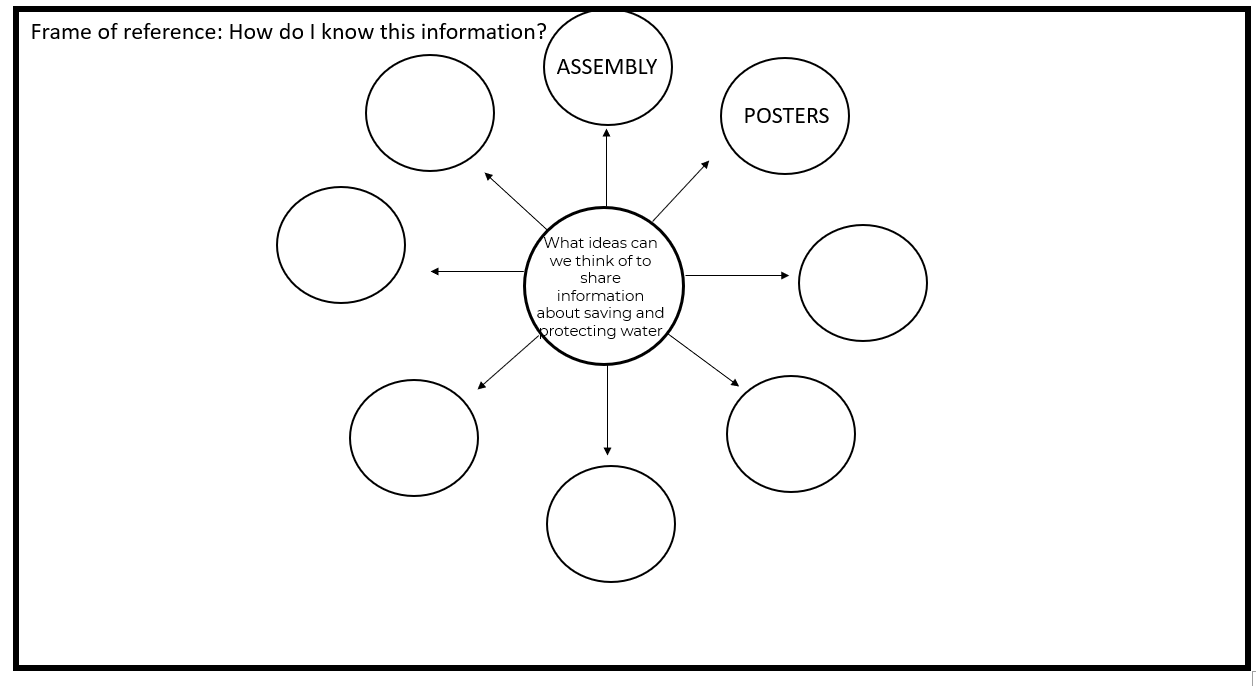 Frame of reference: How do I know this information?
ASSEMBLY
POSTERS
What ideas can
we think of to
share
information
about saving and
protecting water